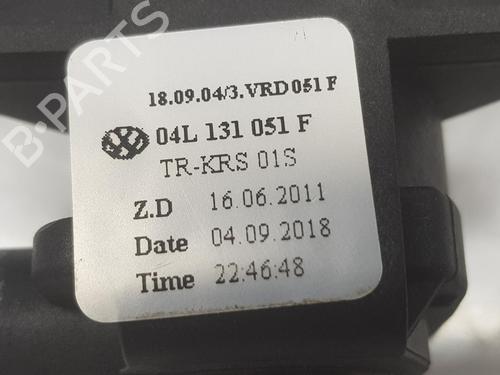 18.09.04/3.VRD 051 F
04L 131 051 F
TR-KRS 01S
Z.D 16.06.2011
Date 04.09.2018
Time 22:46:48
B-PARTS